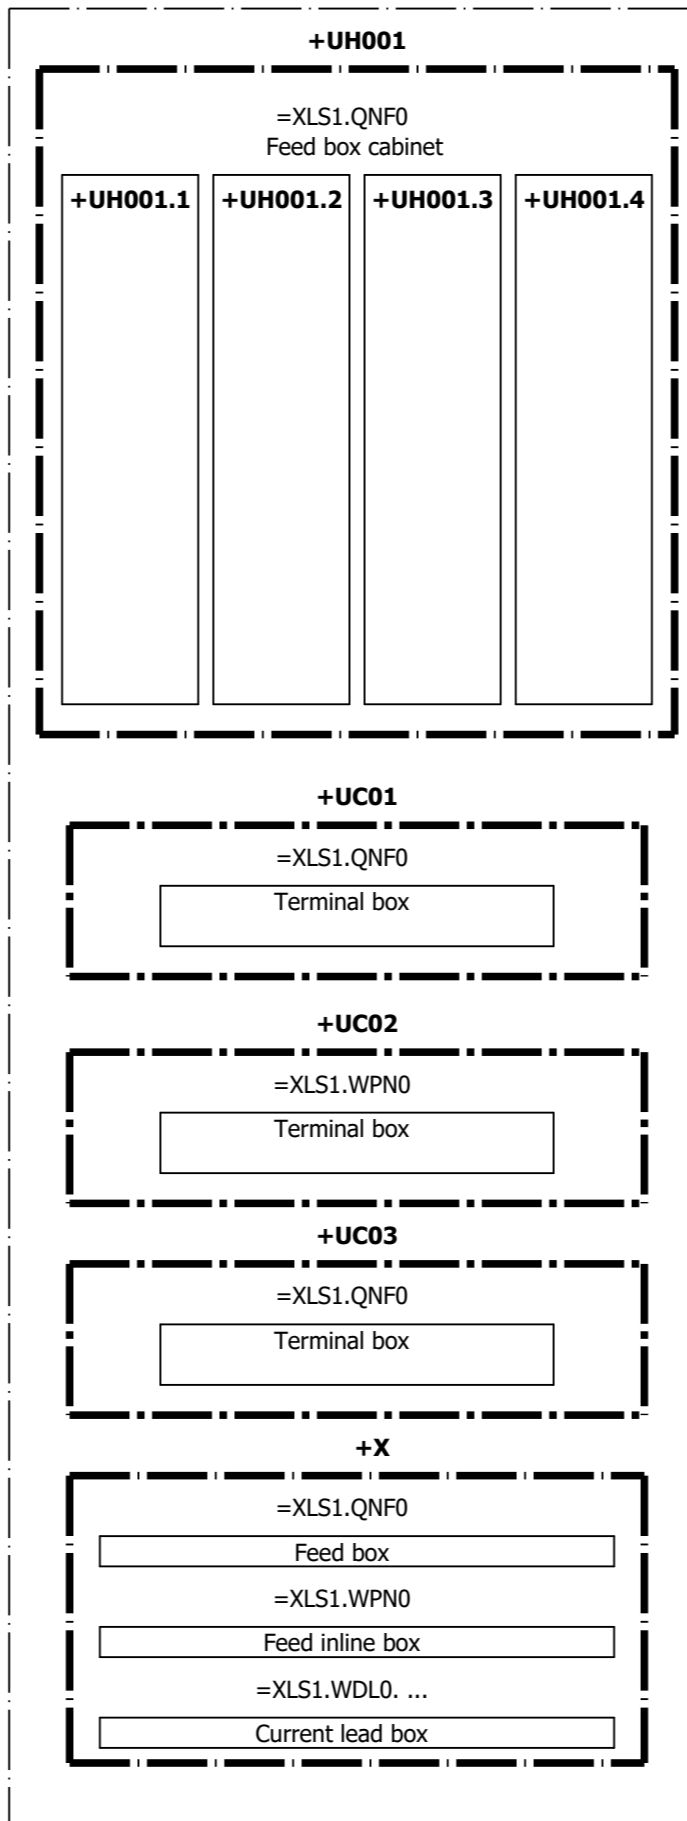 +UH001
=XLS1.QNF0
Feed box cabinet
+UH001.1 +UH001.2 +UH001.3 +UH001.4
+UC01
=XLS1.QNF0
Terminal box
+UC02
=XLS1.WPN0
Terminal box
+UC03
=XLS1.QNF0
Terminal box
+X
=XLS1.QNF0
Feed box
=XLS1.WPN0
Feed inline box
=XLS1.WDL0. ...
Current lead box